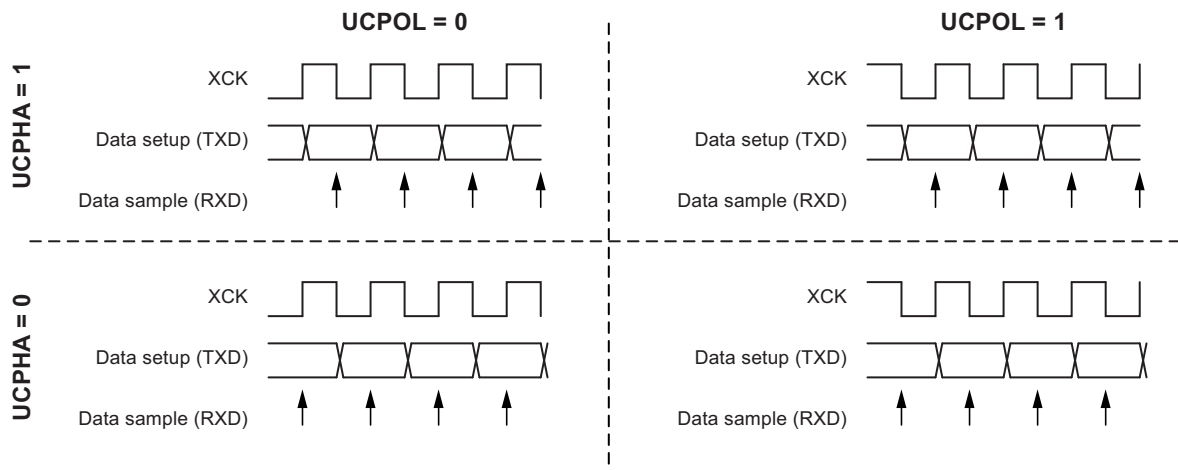 UCPOL = 0
UCPOL = 1
UCPHA = 1
XCK
Data setup (TXD)
Data sample (RXD)
XCK
Data setup (TXD)
Data sample (RXD)
UCPHA = 0
XCK
Data setup (TXD)
Data sample (RXD)
XCK
Data setup (TXD)
Data sample (RXD)